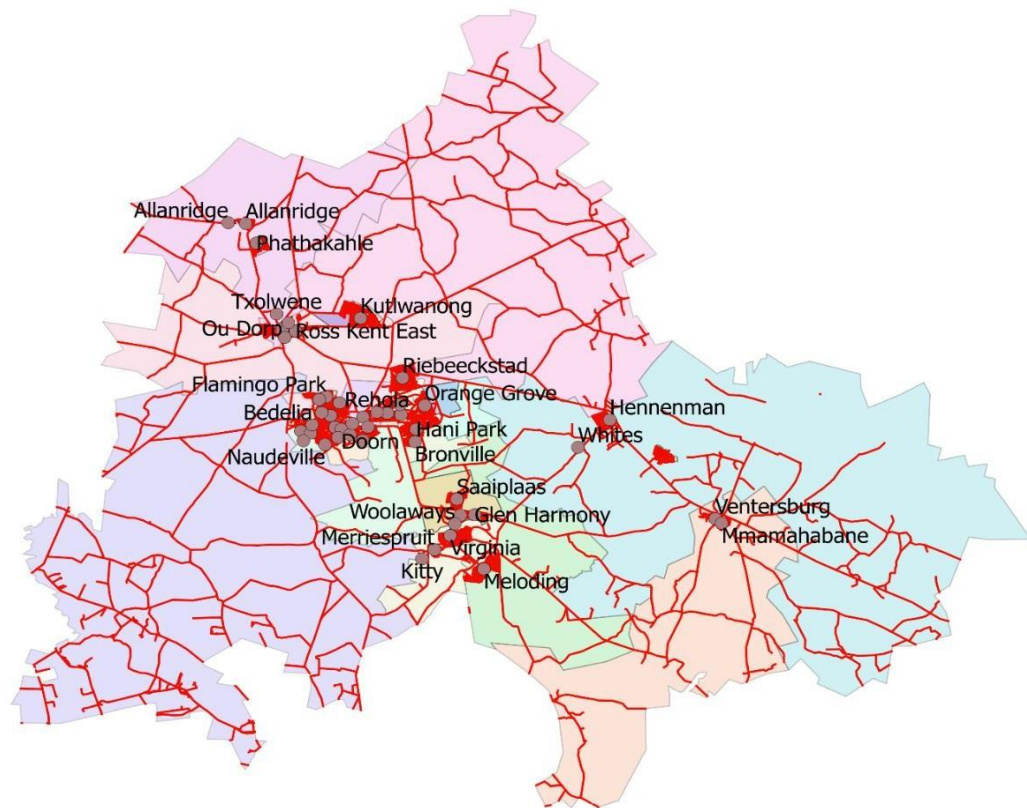 Allanridge
Allanridge
Phathakahle
Txolwene
Kutlwanong
Ou Dorp
Ross Kent East
Riebeeckstad
Flamingo Park
Rehoia
Orange Grove
Bedelia
Hennenman
Hani Park
Doorn
Whites
Naudeville
Bronville
Saaiplaas
Woolaways
Glen Harmony
Ventersburg
Merriespruit
Mmamahabane
Virginia
Kitty
Meloding